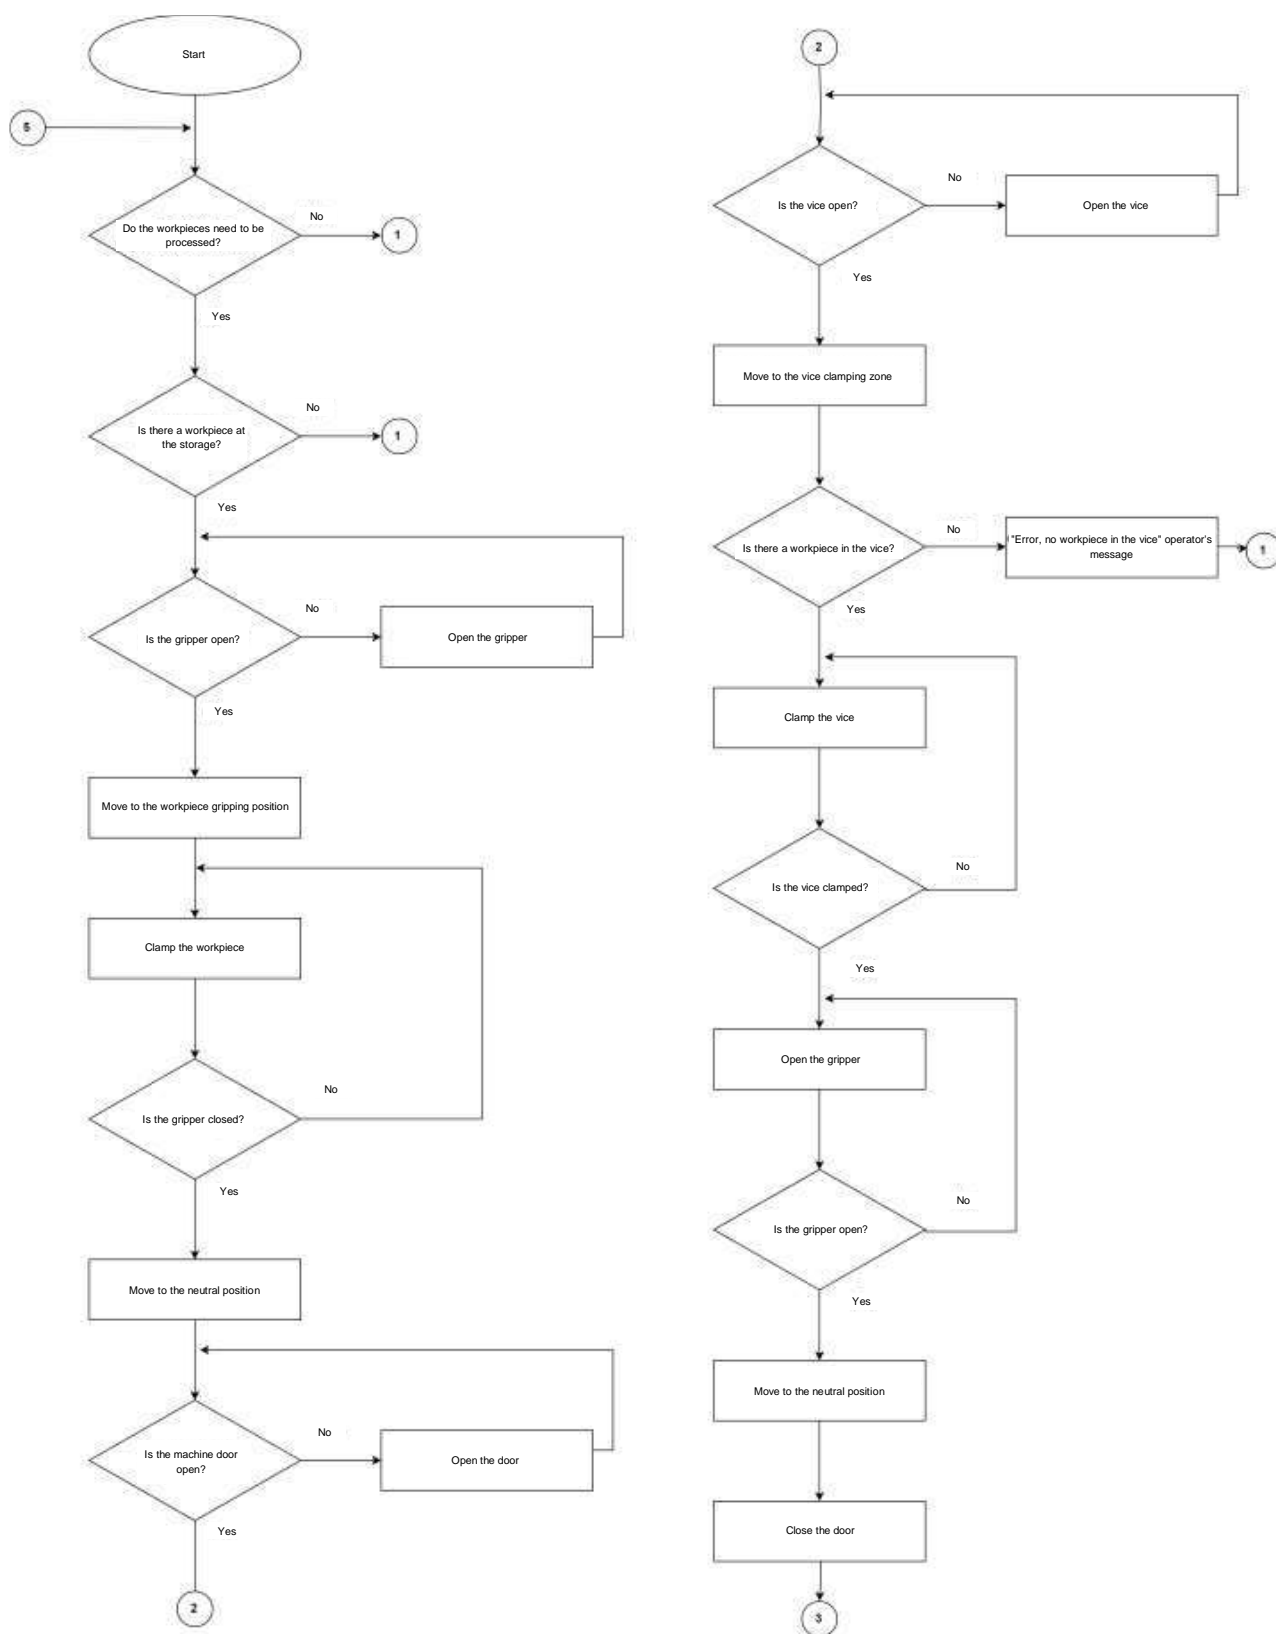 Start
5
Do the workpieces need to be
processed?
No
1
Yes
Is there a workpiece at
the storage?
No
1
Yes
Is the gripper open?
No
Open the gripper
Yes
Move to the workpiece gripping position
Clamp the workpiece
Is the gripper closed?
No
Yes
Move to the neutral position
Is the machine door
open?
No
Open the door
Yes
2
2
Is the vice open?
No
Open the vice
Yes
Move to the vice clamping zone
Is there a workpiece in the vice?
No
"Error, no workpiece in the vice" operator's
message
1
Yes
Clamp the vice
Is the vice clamped?
No
Yes
Open the gripper
Is the gripper open?
No
Yes
Move to the neutral position
Close the door
3